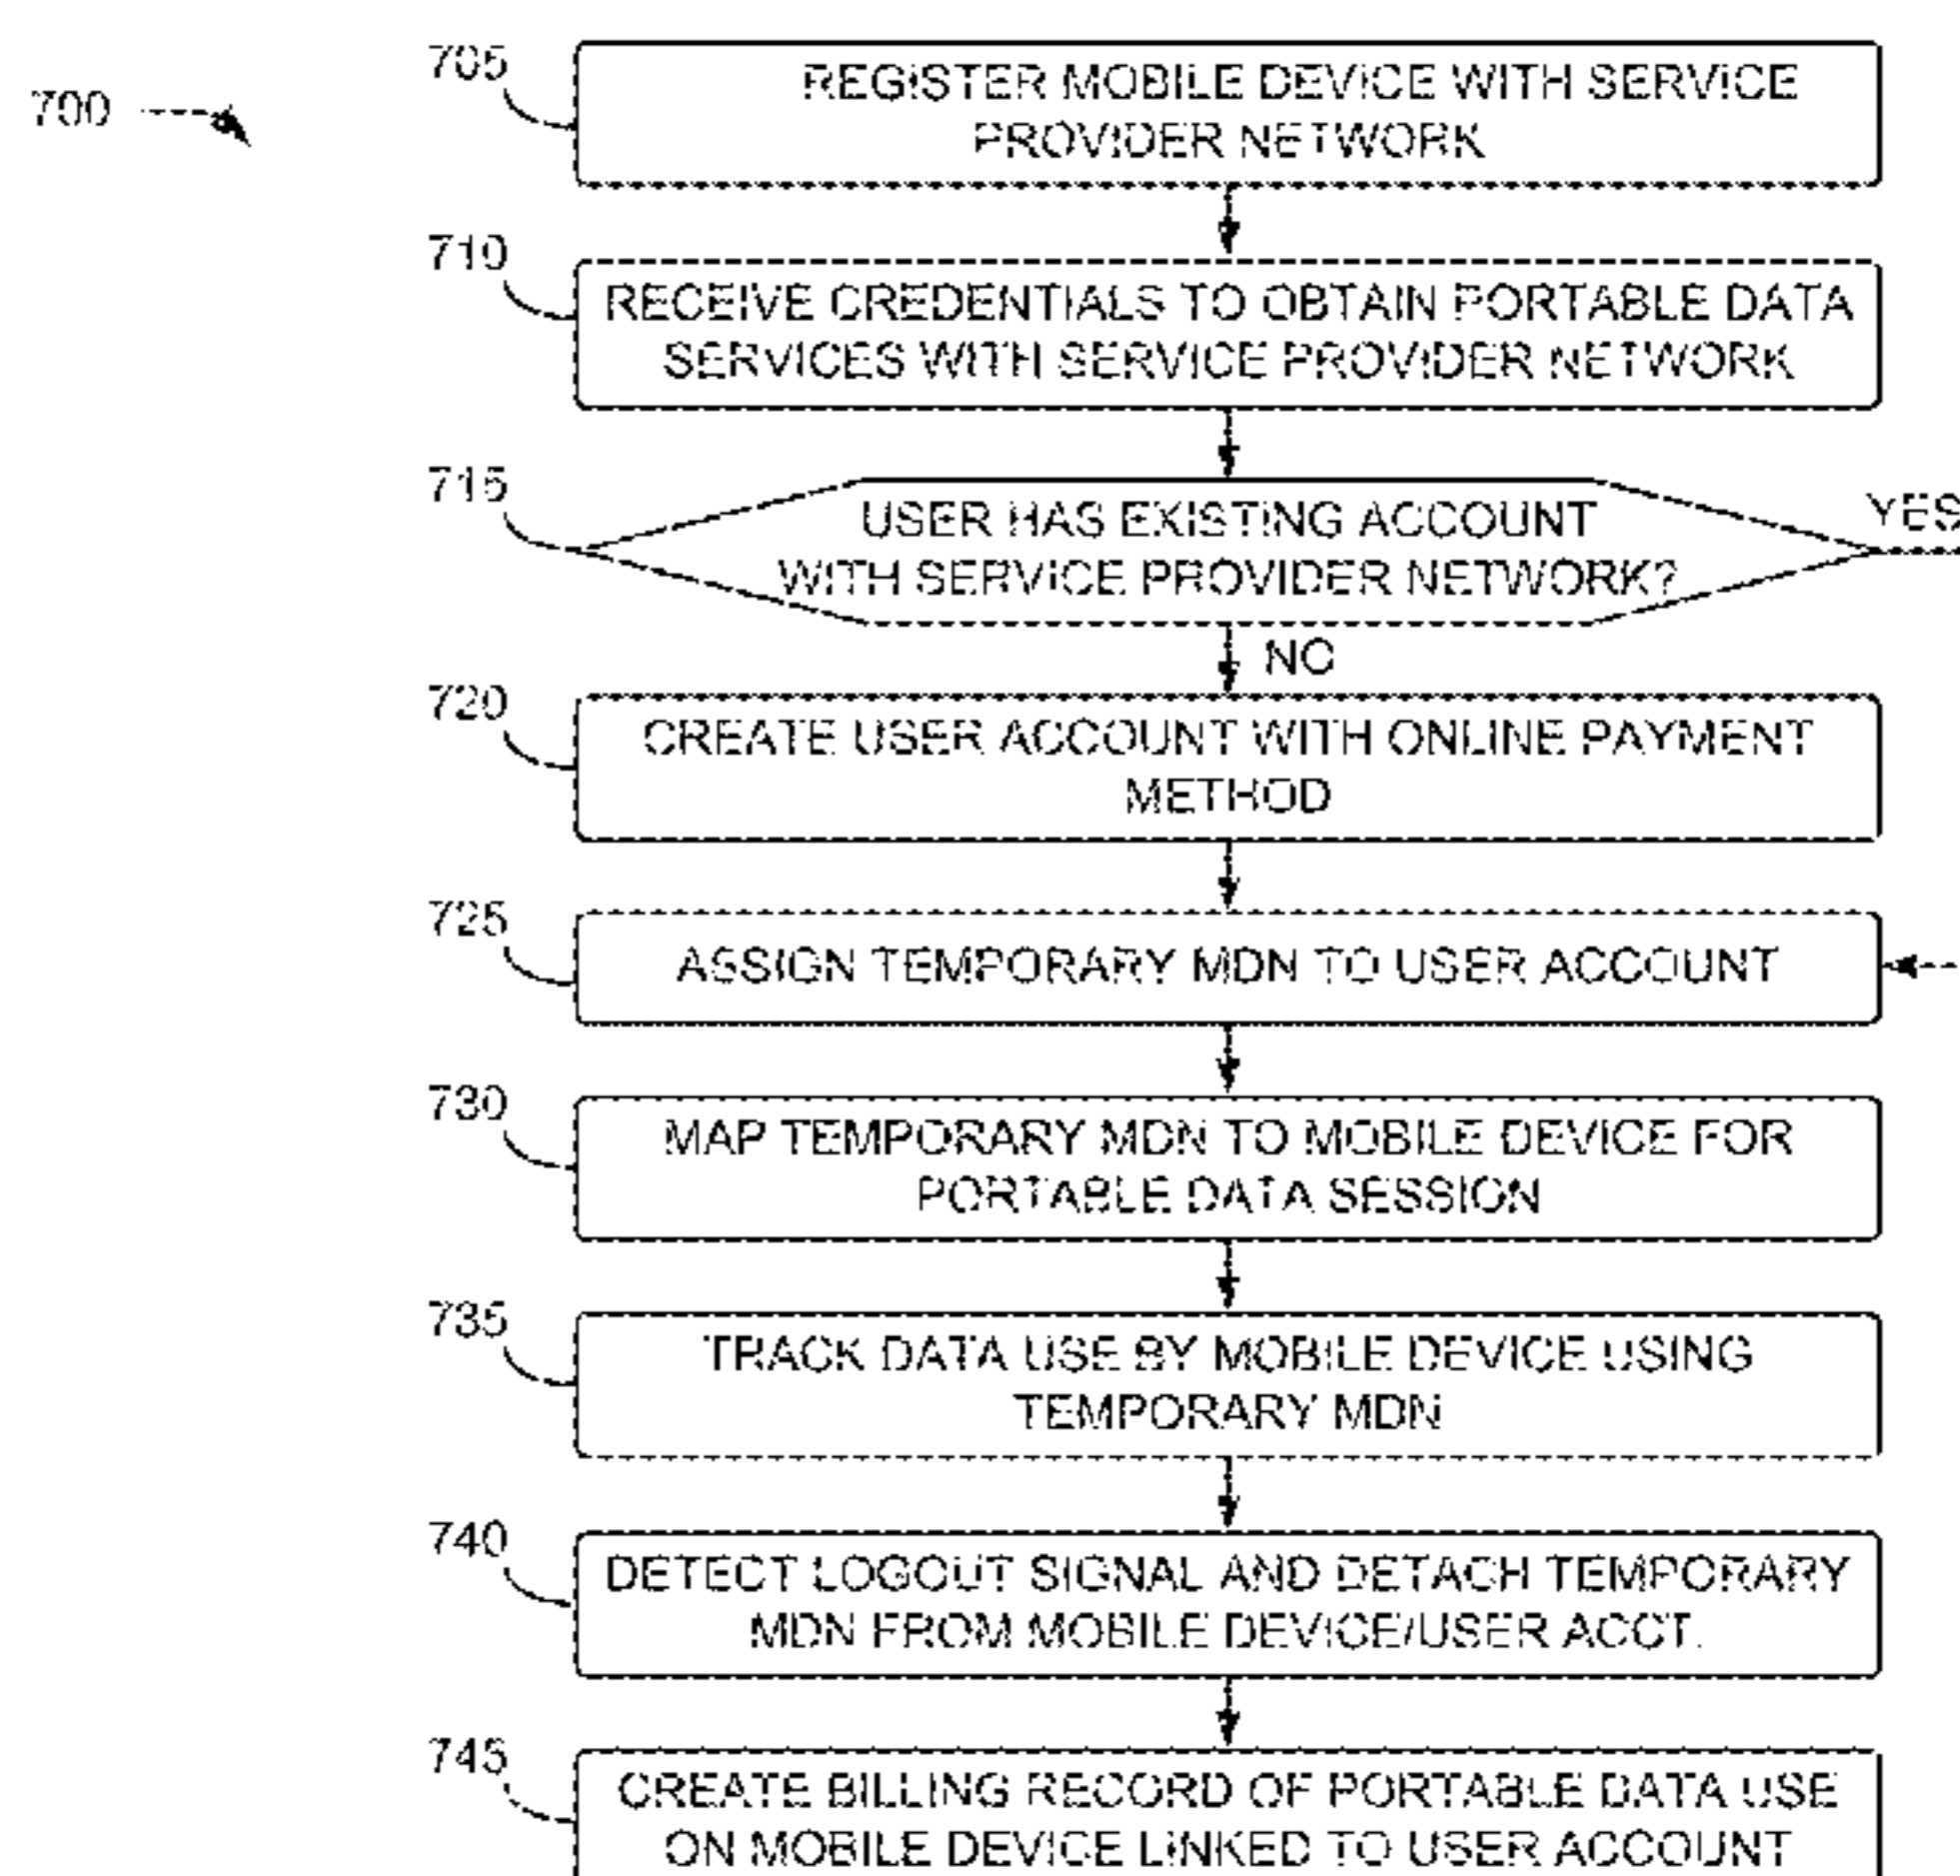 700
705
REGISTER MOBILE DEVICE WITH SERVICE
PROVIDER NETWORK
710
RECEIVE CREDENTIALS TO OBTAIN PORTABLE DATA
SERVICES WITH SERVICE PROVIDER NETWORK
715
USER HAS EXISTING ACCOUNT
WITH SERVICE PROVIDER NETWORK?
YES
NO
720
CREATE USER ACCOUNT WITH ONLINE PAYMENT
METHOD
725
ASSIGN TEMPORARY MDN TO USER ACCOUNT
730
MAP TEMPORARY MDN TO MOBILE DEVICE FOR
PORTABLE DATA SESSION
735
TRACK DATA USE BY MOBILE DEVICE USING
TEMPORARY MDN
740
DETECT LOGOUT SIGNAL AND DETACH TEMPORARY
MDN FROM MOBILE DEVICE/USER ACCT.
745
CREATE BILLING RECORD OF PORTABLE DATA USE
ON MOBILE DEVICE LINKED TO USER ACCOUNT